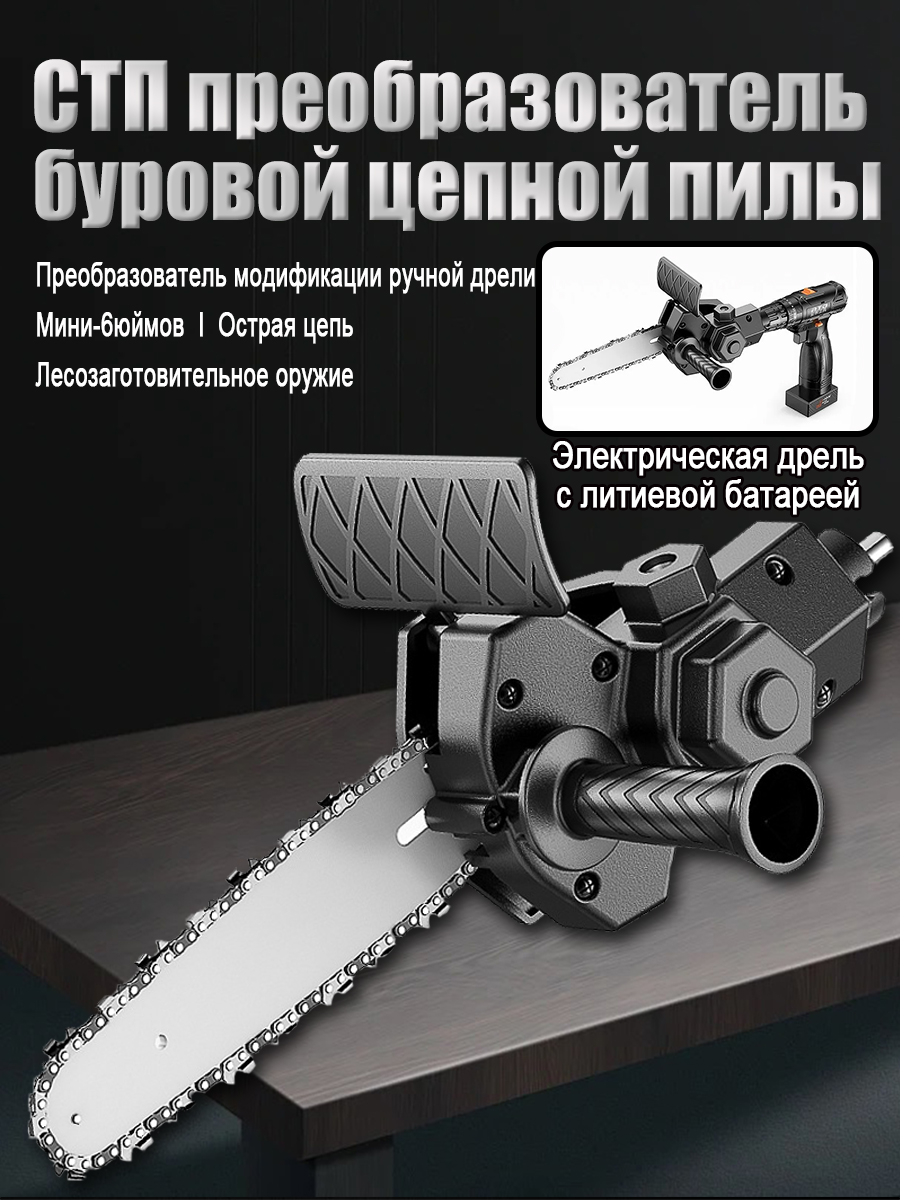 СТП преобразователь
буровой цепной пилы
Преобразователь модификации ручной дрели
Мини-6юймов | Острая цепь
Лесозаготовительное оружие
Электрическая дрель
с литиевой батареей